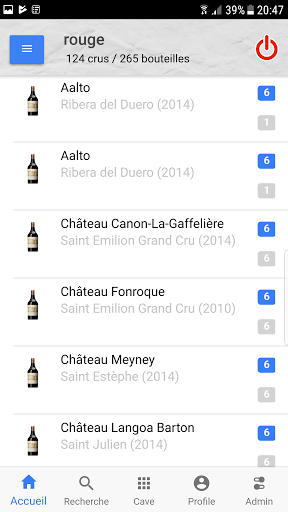 39% 20:47
rouge
124 crus / 265 bouteilles
Aalto
6
Ribera del Duero (2014)
1
Aalto
6
Ribera del Duero (2014)
1
Château Canon-La-Gaffelière
6
Saint Emilion Grand Cru (2014)
6
Château Fonroque
6
Saint Emilion Grand Cru (2010)
6
Château Meyney
6
Saint Estèphe (2014)
6
Château Langoa Barton
6
Saint Julien (2014)
6
Accueil Recherche Cave Profile Admin